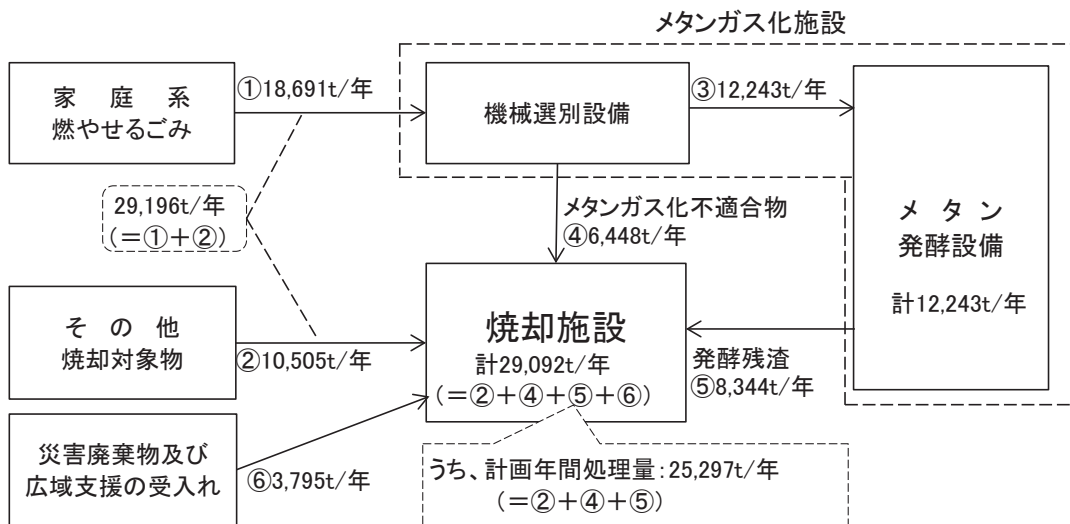 メタンガス化施設
家 庭 系
燃やせるごみ
①18,691t/年
機械選別設備
③12,243t/年
29,196t/年
(=①+②)
メタンガス化不適合物
④6,448t/年
メ タ ン
発酵設備
計12,243t/年
そ の 他
焼却対象物
②10,505t/年
焼却施設
計29,092t/年
(=②+④+⑤+⑥)
発酵残渣
⑤8,344t/年
災害廃棄物及び
広域支援の受入れ
⑥3,795t/年
うち、計画年間処理量:25,297t/年
(=②+④+⑤)